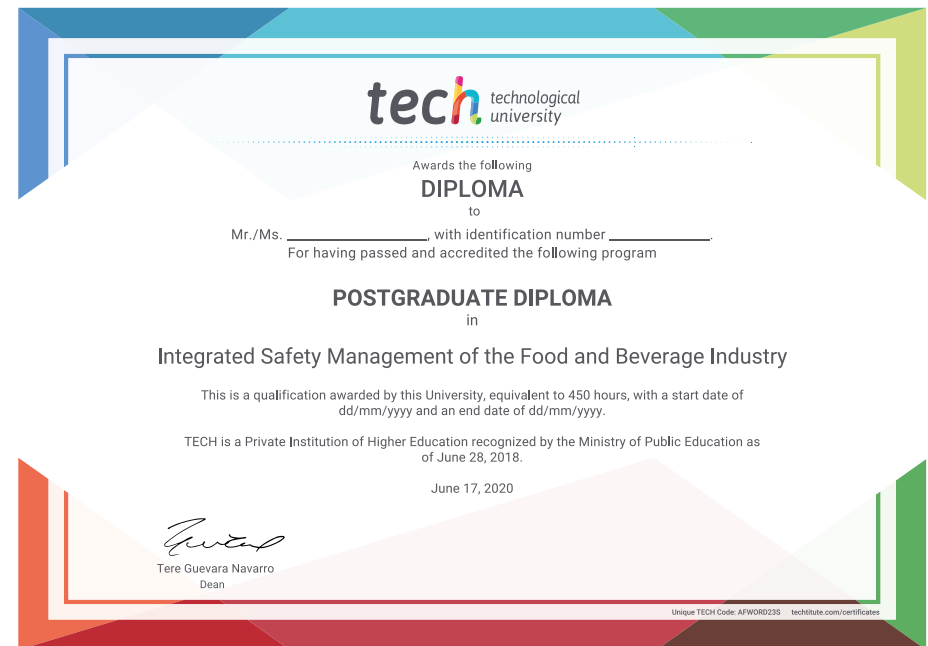 tech technological
university
Awards the following
DIPLOMA
to
Mr./Ms. ____________________, with identification number ______________.
For having passed and accredited the following program
POSTGRADUATE DIPLOMA
in
Integrated Safety Management of the Food and Beverage Industry
This is a qualification awarded by this University, equivalent to 450 hours, with a start date of
dd/mm/yyyy and an end date of dd/mm/yyyy.
TECH is a Private Institution of Higher Education recognized by the Ministry of Public Education as
of June 28, 2018.
June 17, 2020
Tere Guevara Navarro
Dean
Unique TECH Code: AFWORD23S techtitute.com/certificates